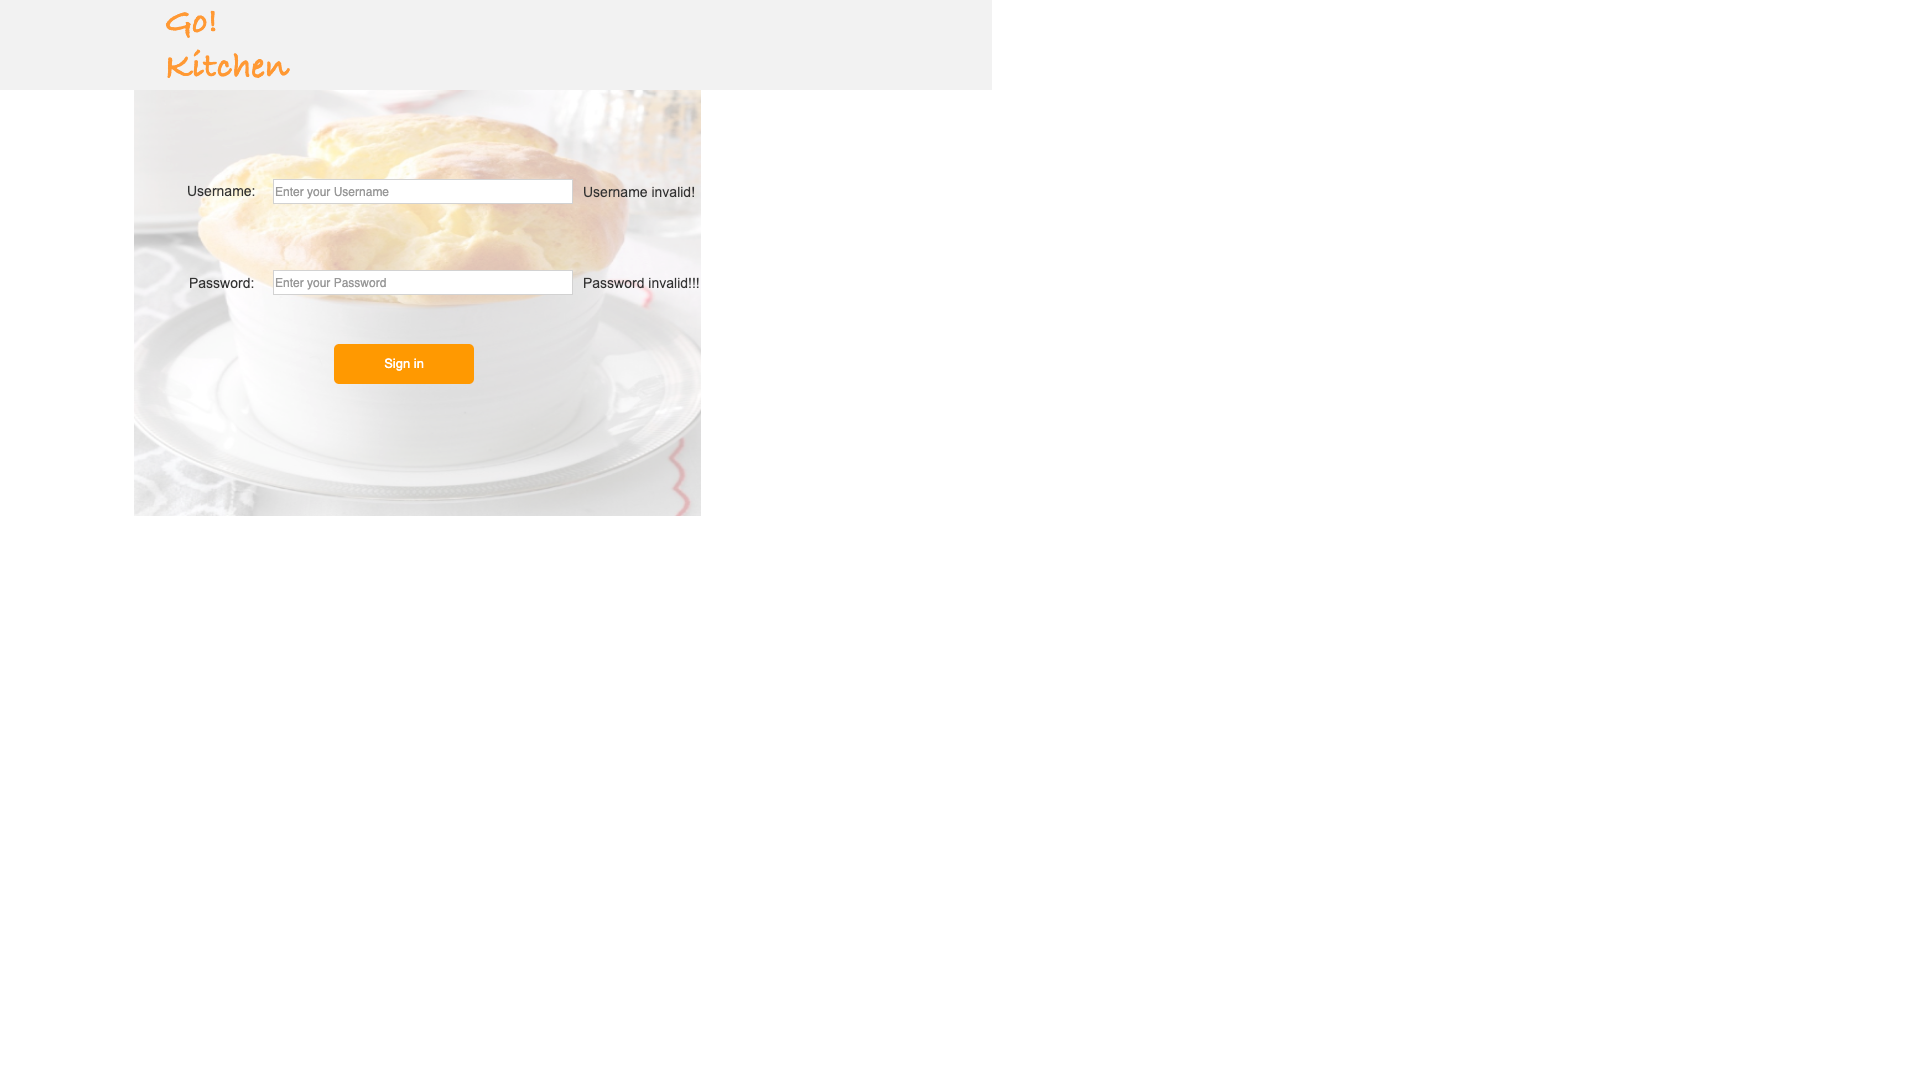 Go!
Kitchen
Username: Enter your Username Username invalid!
Password: Enter your Password Password invalid!!!
Sign in